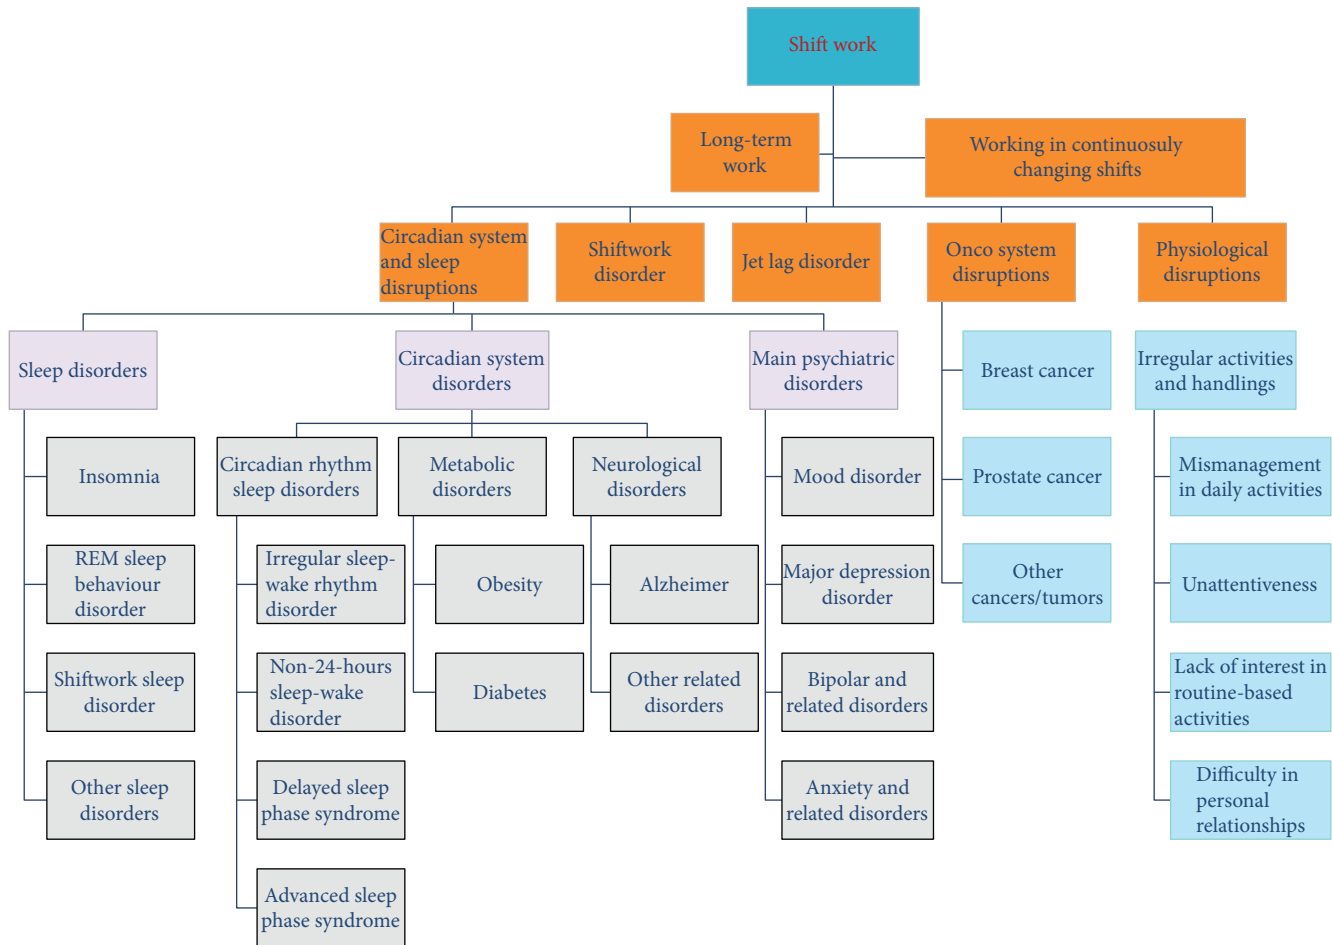 Shift work
Long-term
work
Working in continuosuly
changing shifts
Circadian system
and sleep
disruptions
Shiftwork
disorder
Jet lag disorder
Onco system
disruptions
Physiological
disruptions
Sleep disorders
Circadian system
disorders
Main psychiatric
disorders
Breast cancer
Irregular activities
and handlings
Insomnia
Circadian rhythm
sleep disorders
Metabolic
disorders
Neurological
disorders
Mood disorder
Prostate cancer
Mismanagement
in daily activities
REM sleep
behaviour
disorder
Irregular sleep-
wake rhythm
disorder
Obesity
Alzheimer
Major depression
disorder
Other
cancers/tumors
Unattentiveness
Shiftwork sleep
disorder
Non-24-hours
sleep-wake
disorder
Diabetes
Other related
disorders
Bipolar and
related disorders
Lack of interest in
routine-based
activities
Other sleep
disorders
Delayed sleep
phase syndrome
Anxiety and
related disorders
Difficulty in
personal
relationships
Advanced sleep
phase syndrome